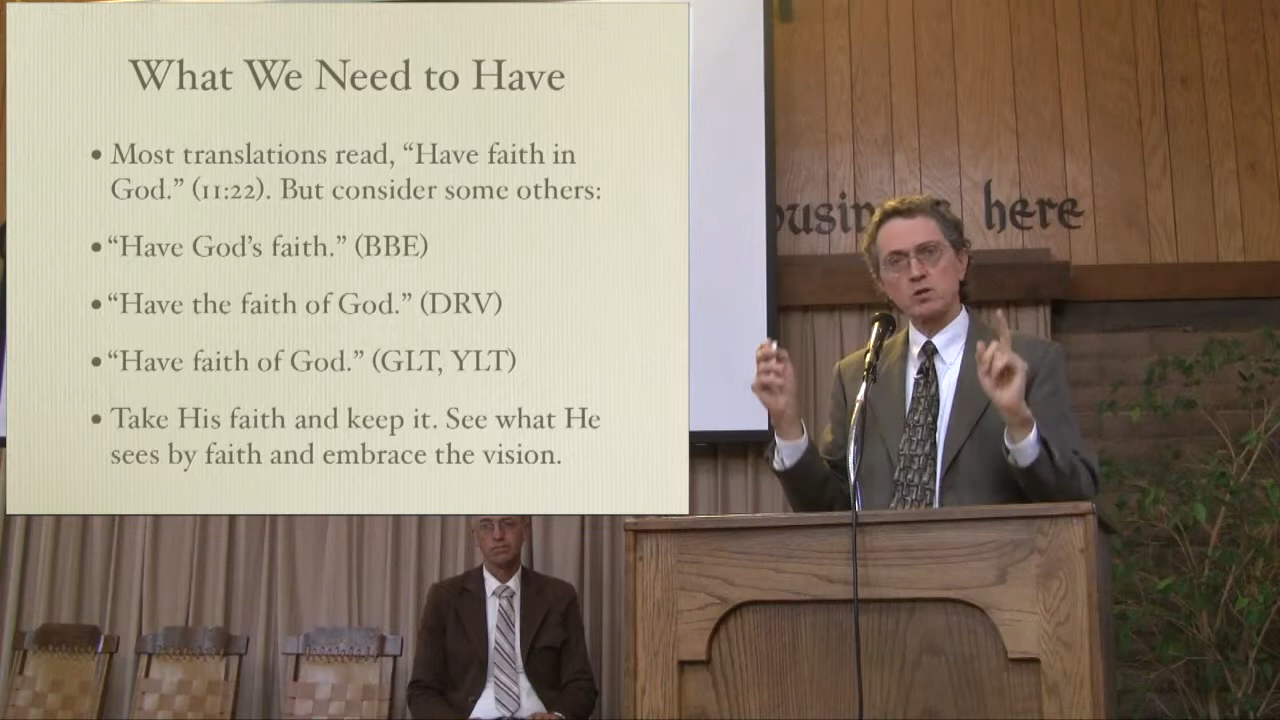 What We Need to Have
• Most translations read, “Have faith in
God.” (11:22). But consider some others:
• “Have God’s faith.” (BBE)
• “Have the faith of God.” (DRV)
• “Have faith of God.” (GLT, YLT)
• Take His faith and keep it. See what He
sees by faith and embrace the vision.
here